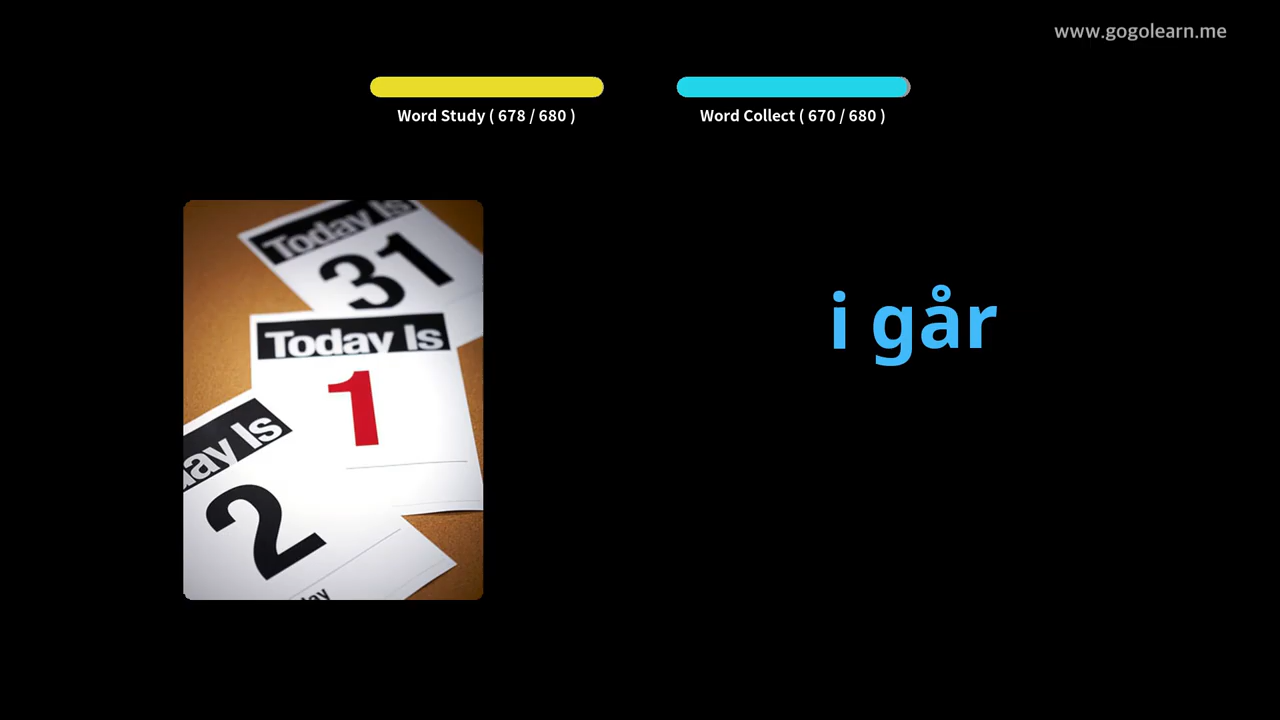 www.gogolearn.me
Word Study ( 678 / 680 )
Word Collect ( 670 / 680 )
Today Is
31
Today Is
1
ay Is
2
i går